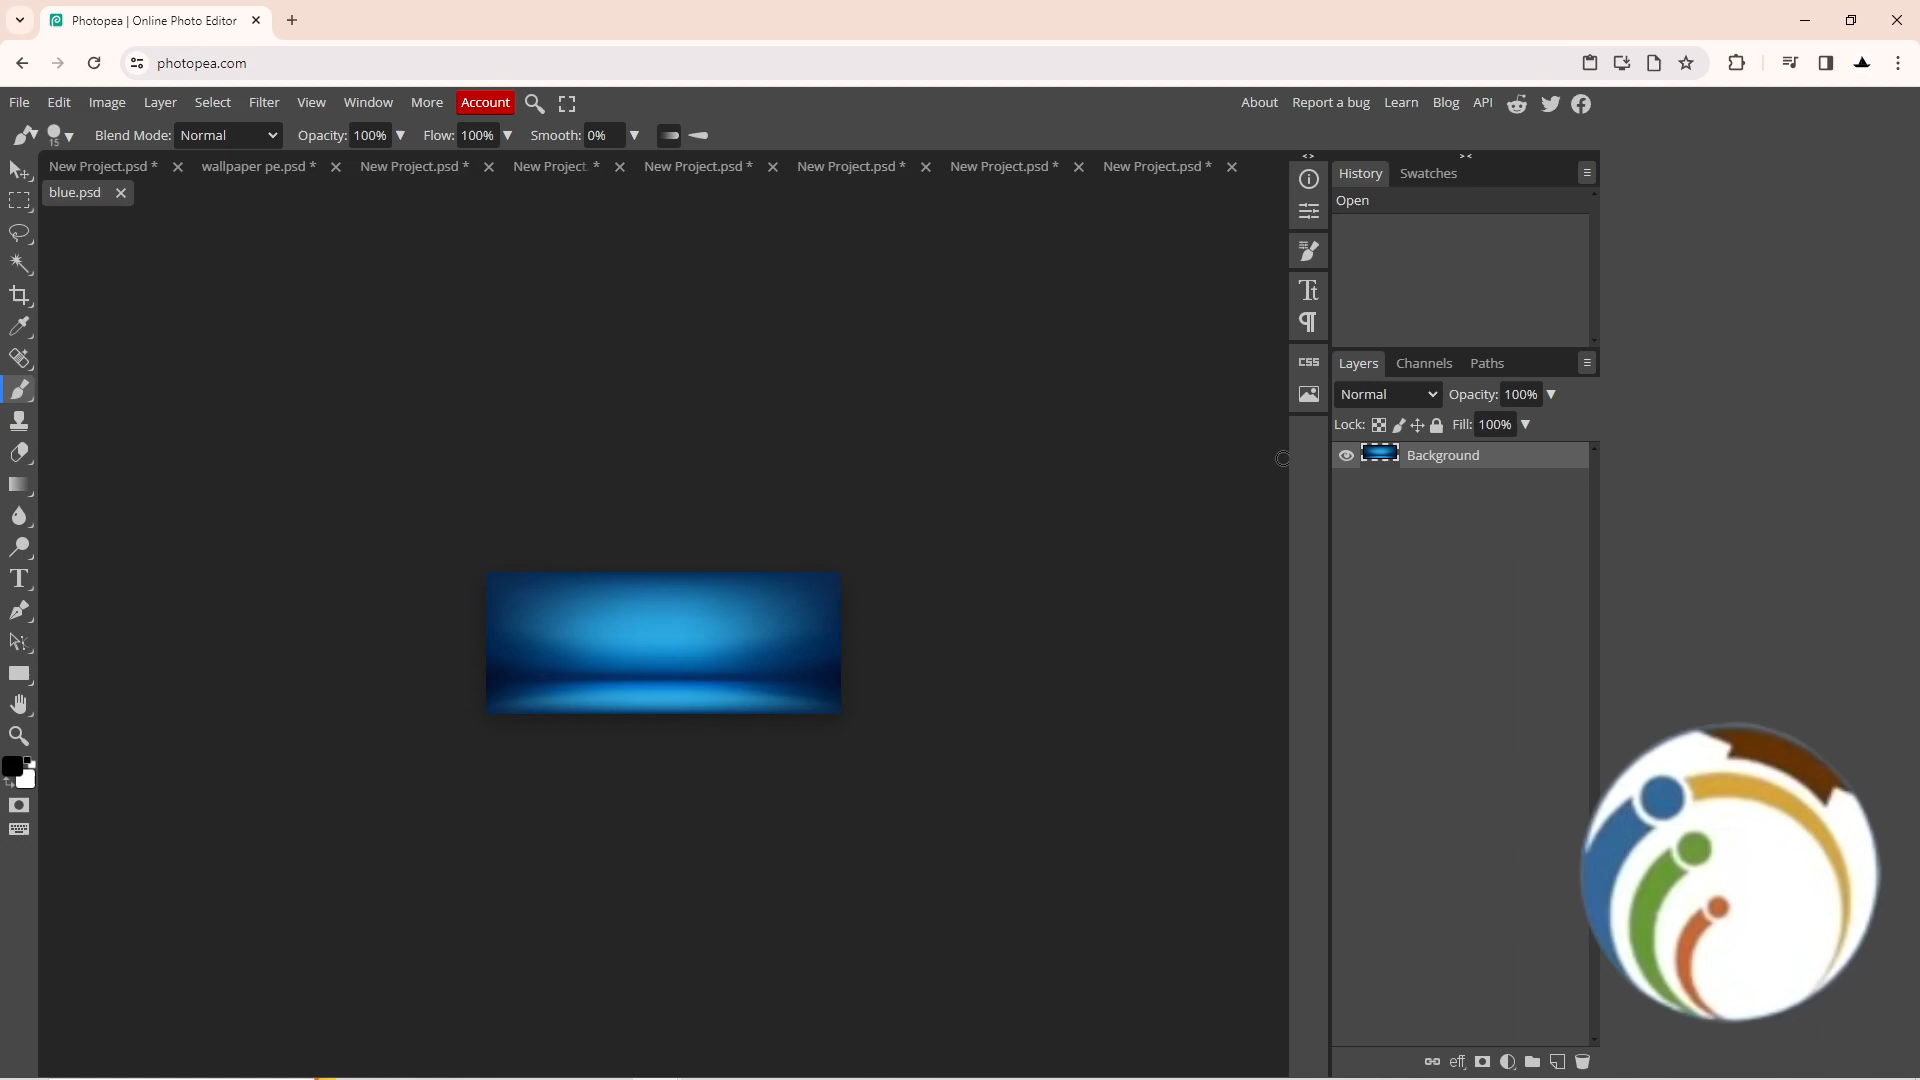 Photopea | Online Photo Editor
photopea.com
File Edit Image Layer Select Filter View Window More Account About Report a bug Learn Blog API
15 Blend Mode: Normal Opacity: 100% Flow: 100% Smooth: 0%
New Project.psd * wallpaper pe.psd * New Project.psd * New Project. * New Project.psd * New Project.psd * New Project.psd * New Project.psd *
blue.psd
History Swatches
Open
CSS
Layers Channels Paths
Normal Opacity: 100%
Lock: Fill: 100%
Background
eff